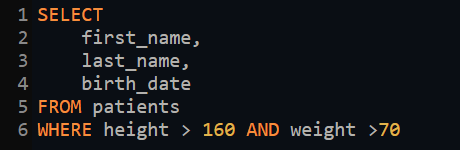 1 SELECT
2     first_name,
3     last_name,
4     birth_date
5 FROM patients
6 WHERE height > 160 AND weight >70